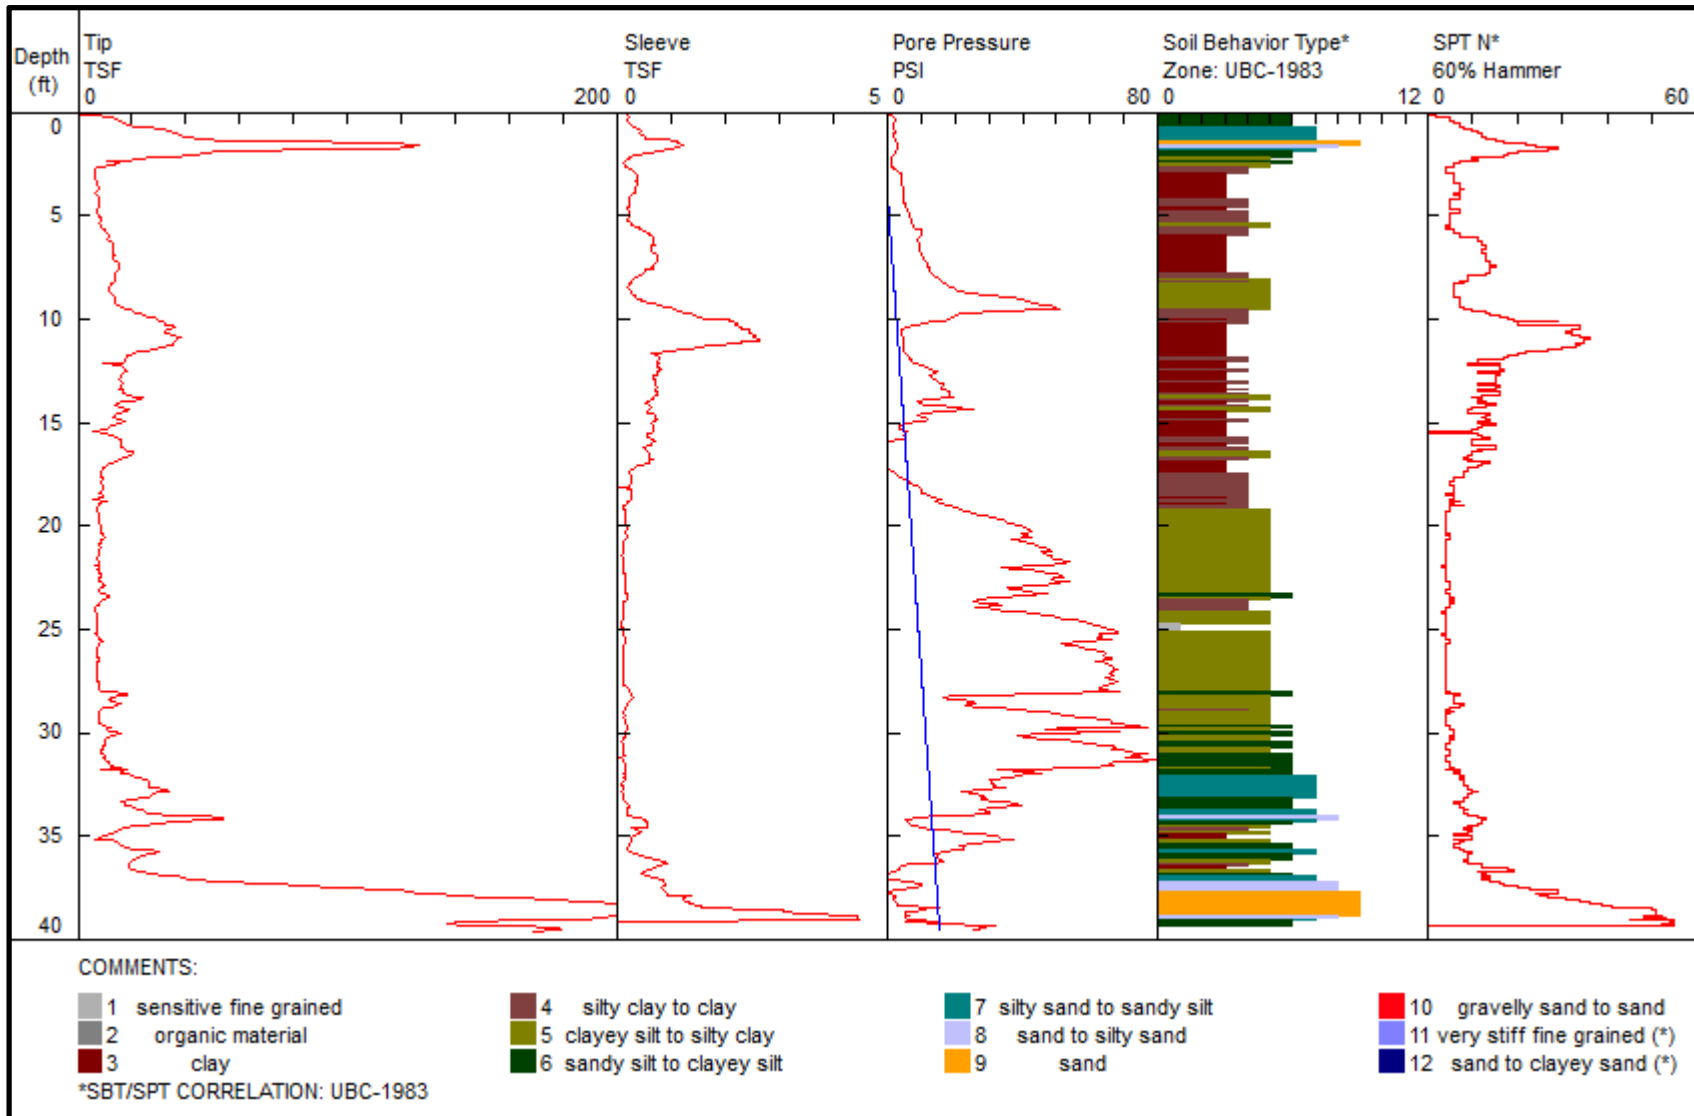 Depth
(ft)
Tip
TSF
0 200
Sleeve
TSF
0 5
Pore Pressure
PSI
0 80
Soil Behavior Type*
Zone: UBC-1983
0 12
SPT N*
60% Hammer
0 60
0
5
10
15
20
25
30
35
40
COMMENTS:
1 sensitive fine grained
2 organic material
3 clay
*SBT/SPT CORRELATION: UBC-1983
4 silty clay to clay
5 clayey silt to silty clay
6 sandy silt to clayey silt
7 silty sand to sandy silt
8 sand to silty sand
9 sand
10 gravelly sand to sand
11 very stiff fine grained (*)
12 sand to clayey sand (*)